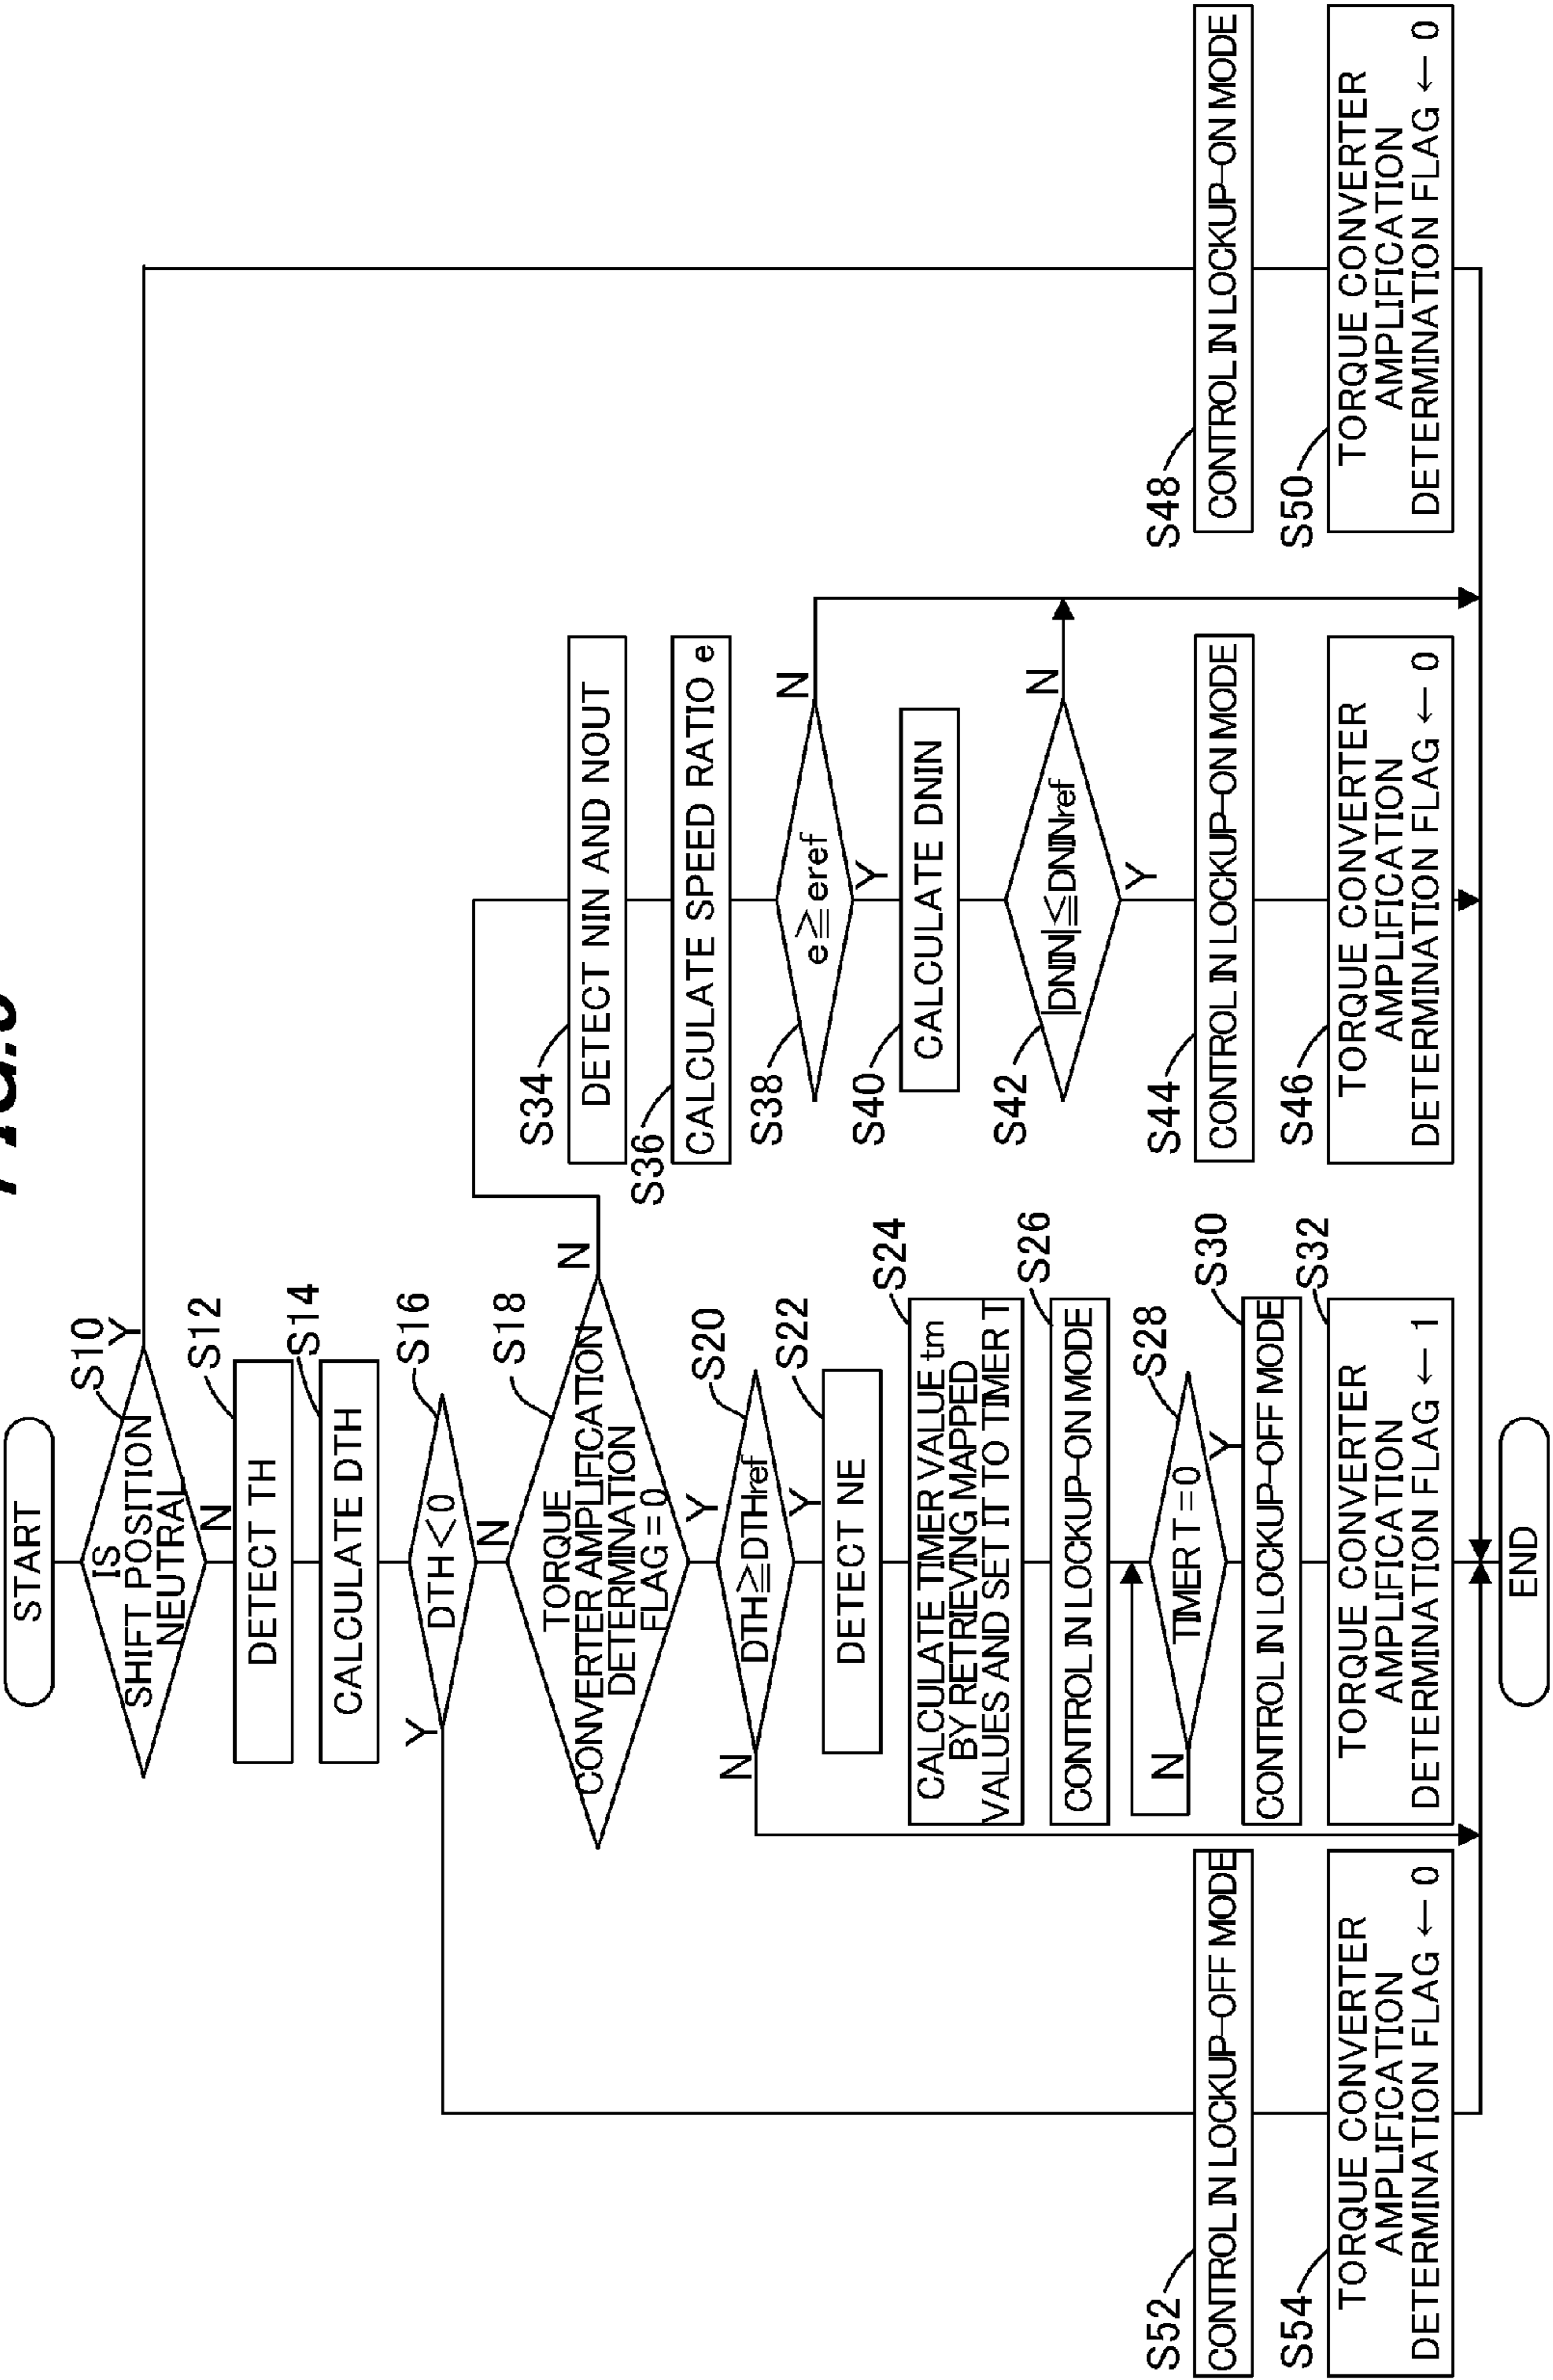 START
S10
IS
SHIFT POSITION
NEUTRAL
Y
N
S12
DETECT TH
S14
CALCULATE DTH
S16
DTH<0
Y
N
S18
TORQUE
CONVERTER AMPLIFICATION
DETERMINATION
FLAG=0
N
Y
S20
DTH≧DTHref
N
Y
S22
DETECT NE
S24
CALCULATE TIMER VALUE tm
BY RETRIEVING MAPPED
VALUES AND SET IT TO TIMER T
S26
CONTROL IN LOCKUP-ON MODE
S28
TIMER T=0
N
Y
S30
CONTROL IN LOCKUP-OFF MODE
S32
TORQUE CONVERTER
AMPLIFICATION
DETERMINATION FLAG ← 1
S34
DETECT NIN AND NOUT
S36
CALCULATE SPEED RATIO e
S38
e≧eref
N
Y
S40
CALCULATE DNIN
S42
|DNIN|≦DNINref
N
Y
S44
CONTROL IN LOCKUP-ON MODE
S46
TORQUE CONVERTER
AMPLIFICATION
DETERMINATION FLAG ← 0
S48
CONTROL IN LOCKUP-ON MODE
S50
TORQUE CONVERTER
AMPLIFICATION
DETERMINATION FLAG ← 0
S52
CONTROL IN LOCKUP-OFF MODE
S54
TORQUE CONVERTER
AMPLIFICATION
DETERMINATION FLAG ← 0
END